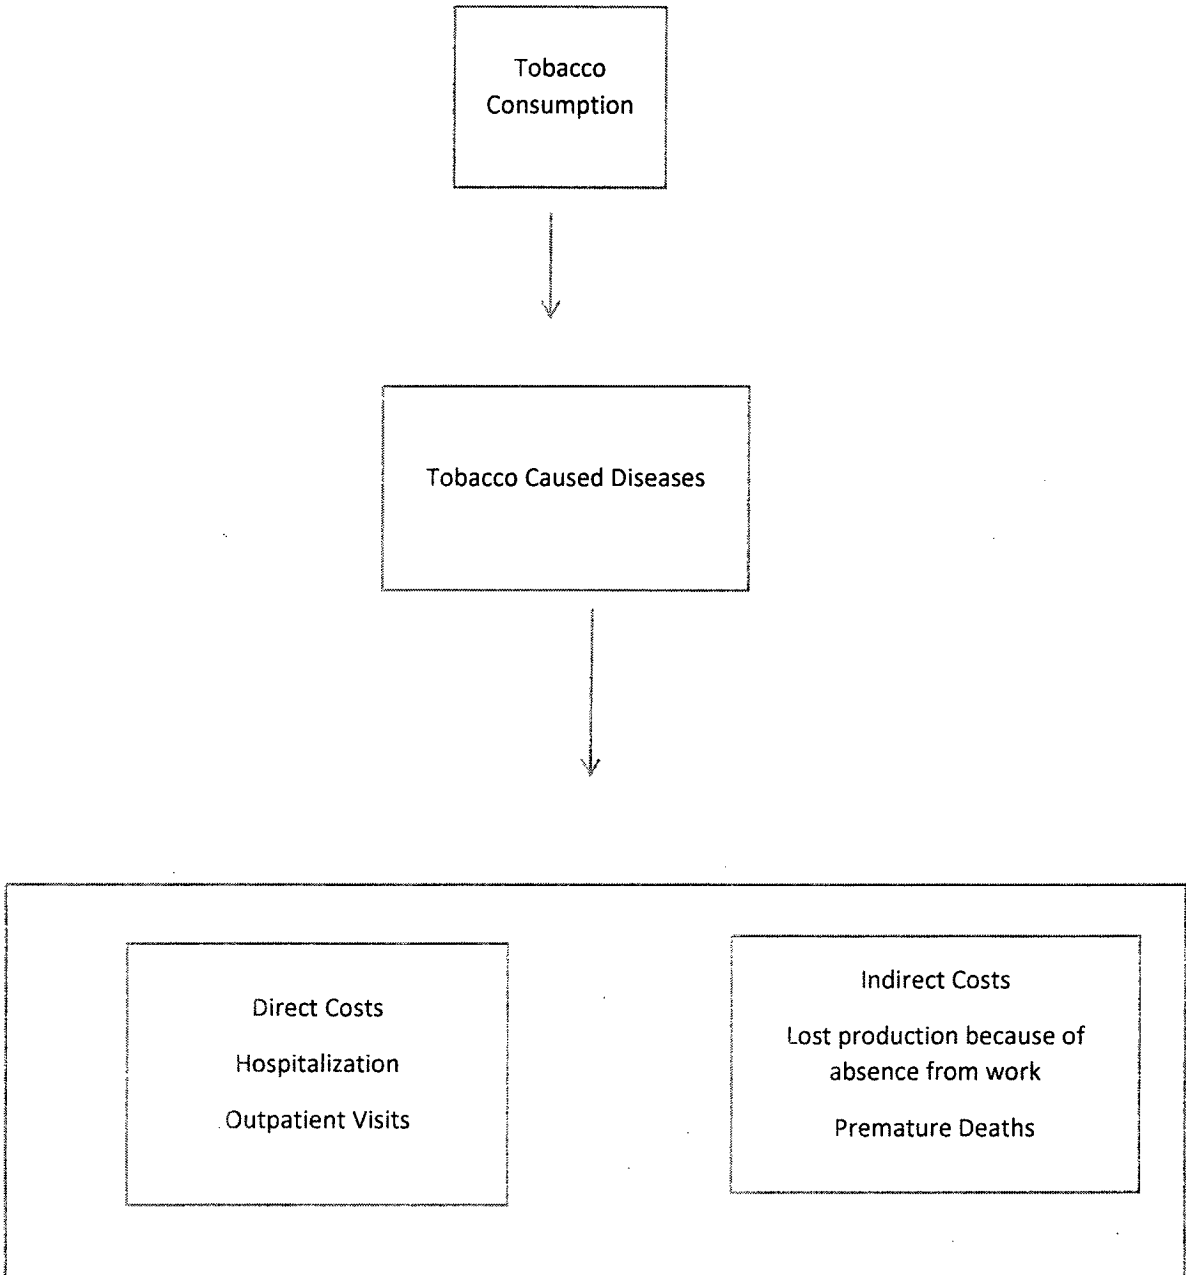 Tobacco
Consumption
Tobacco Caused Diseases
Direct Costs
Hospitalization
Outpatient Visits
Indirect Costs
Lost production because of
absence from work
Premature Deaths